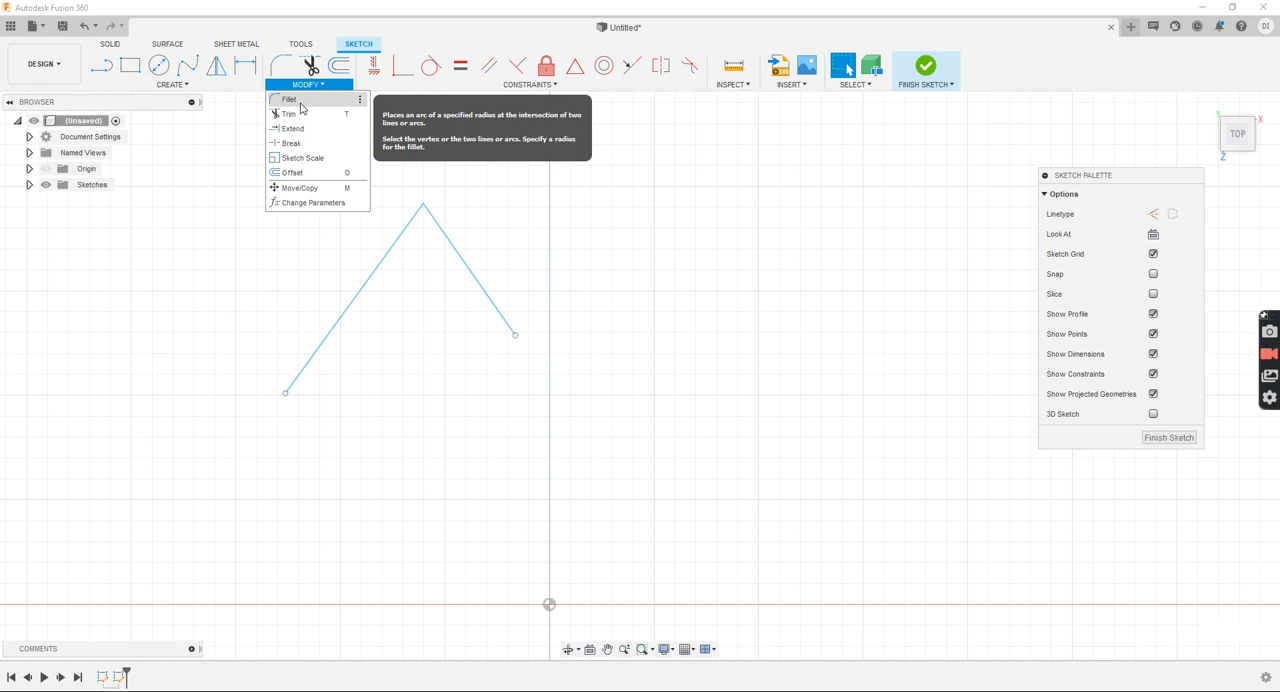 Autodesk Fusion 360
Untitled*
DI
SOLID
SURFACE
SHEET METAL
TOOLS
SKETCH
DESIGN
CREATE
MODIFY
CONSTRAINTS
INSPECT
INSERT
SELECT
FINISH SKETCH
BROWSER
(Unsaved)
Document Settings
Named Views
Origin
Sketches
Fillet
Trim T
Extend
Break
Sketch Scale
Offset O
Move/Copy M
Change Parameters
Places an arc of a specified radius at the intersection of two
lines or arcs.
Select the vertex or the two lines or arcs. Specify a radius
for the fillet.
Y
X
TOP
Z
SKETCH PALETTE
Options
Linetype
Look At
Sketch Grid
Snap
Slice
Show Profile
Show Points
Show Dimensions
Show Constraints
Show Projected Geometries
3D Sketch
Finish Sketch
COMMENTS